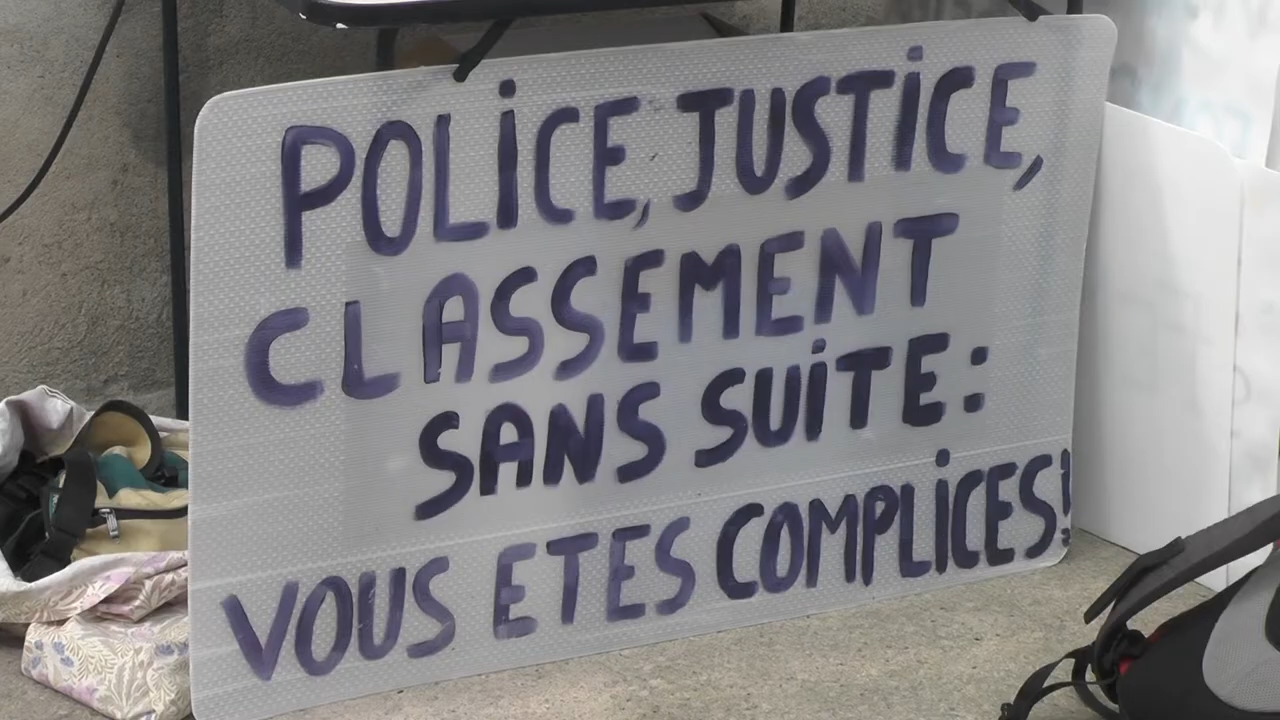 POLICE, JUSTICE,
CLASSEMENT
SANS SUITE:
VOUS ETES COMPLICES!